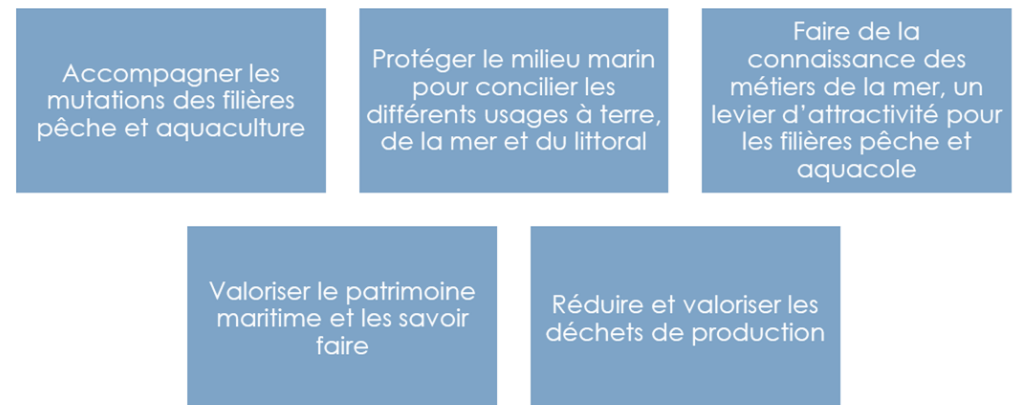 Accompagner les
mutations des filières
pêche et aquaculture
Protéger le milieu marin
pour concilier les
différents usages à terre,
de la mer et du littoral
Faire de la
connaissance des
métiers de la mer, un
levier d’attractivité pour
les filières pêche et
aquacole
Valoriser le patrimoine
maritime et les savoir
faire
Réduire et valoriser les
déchets de production